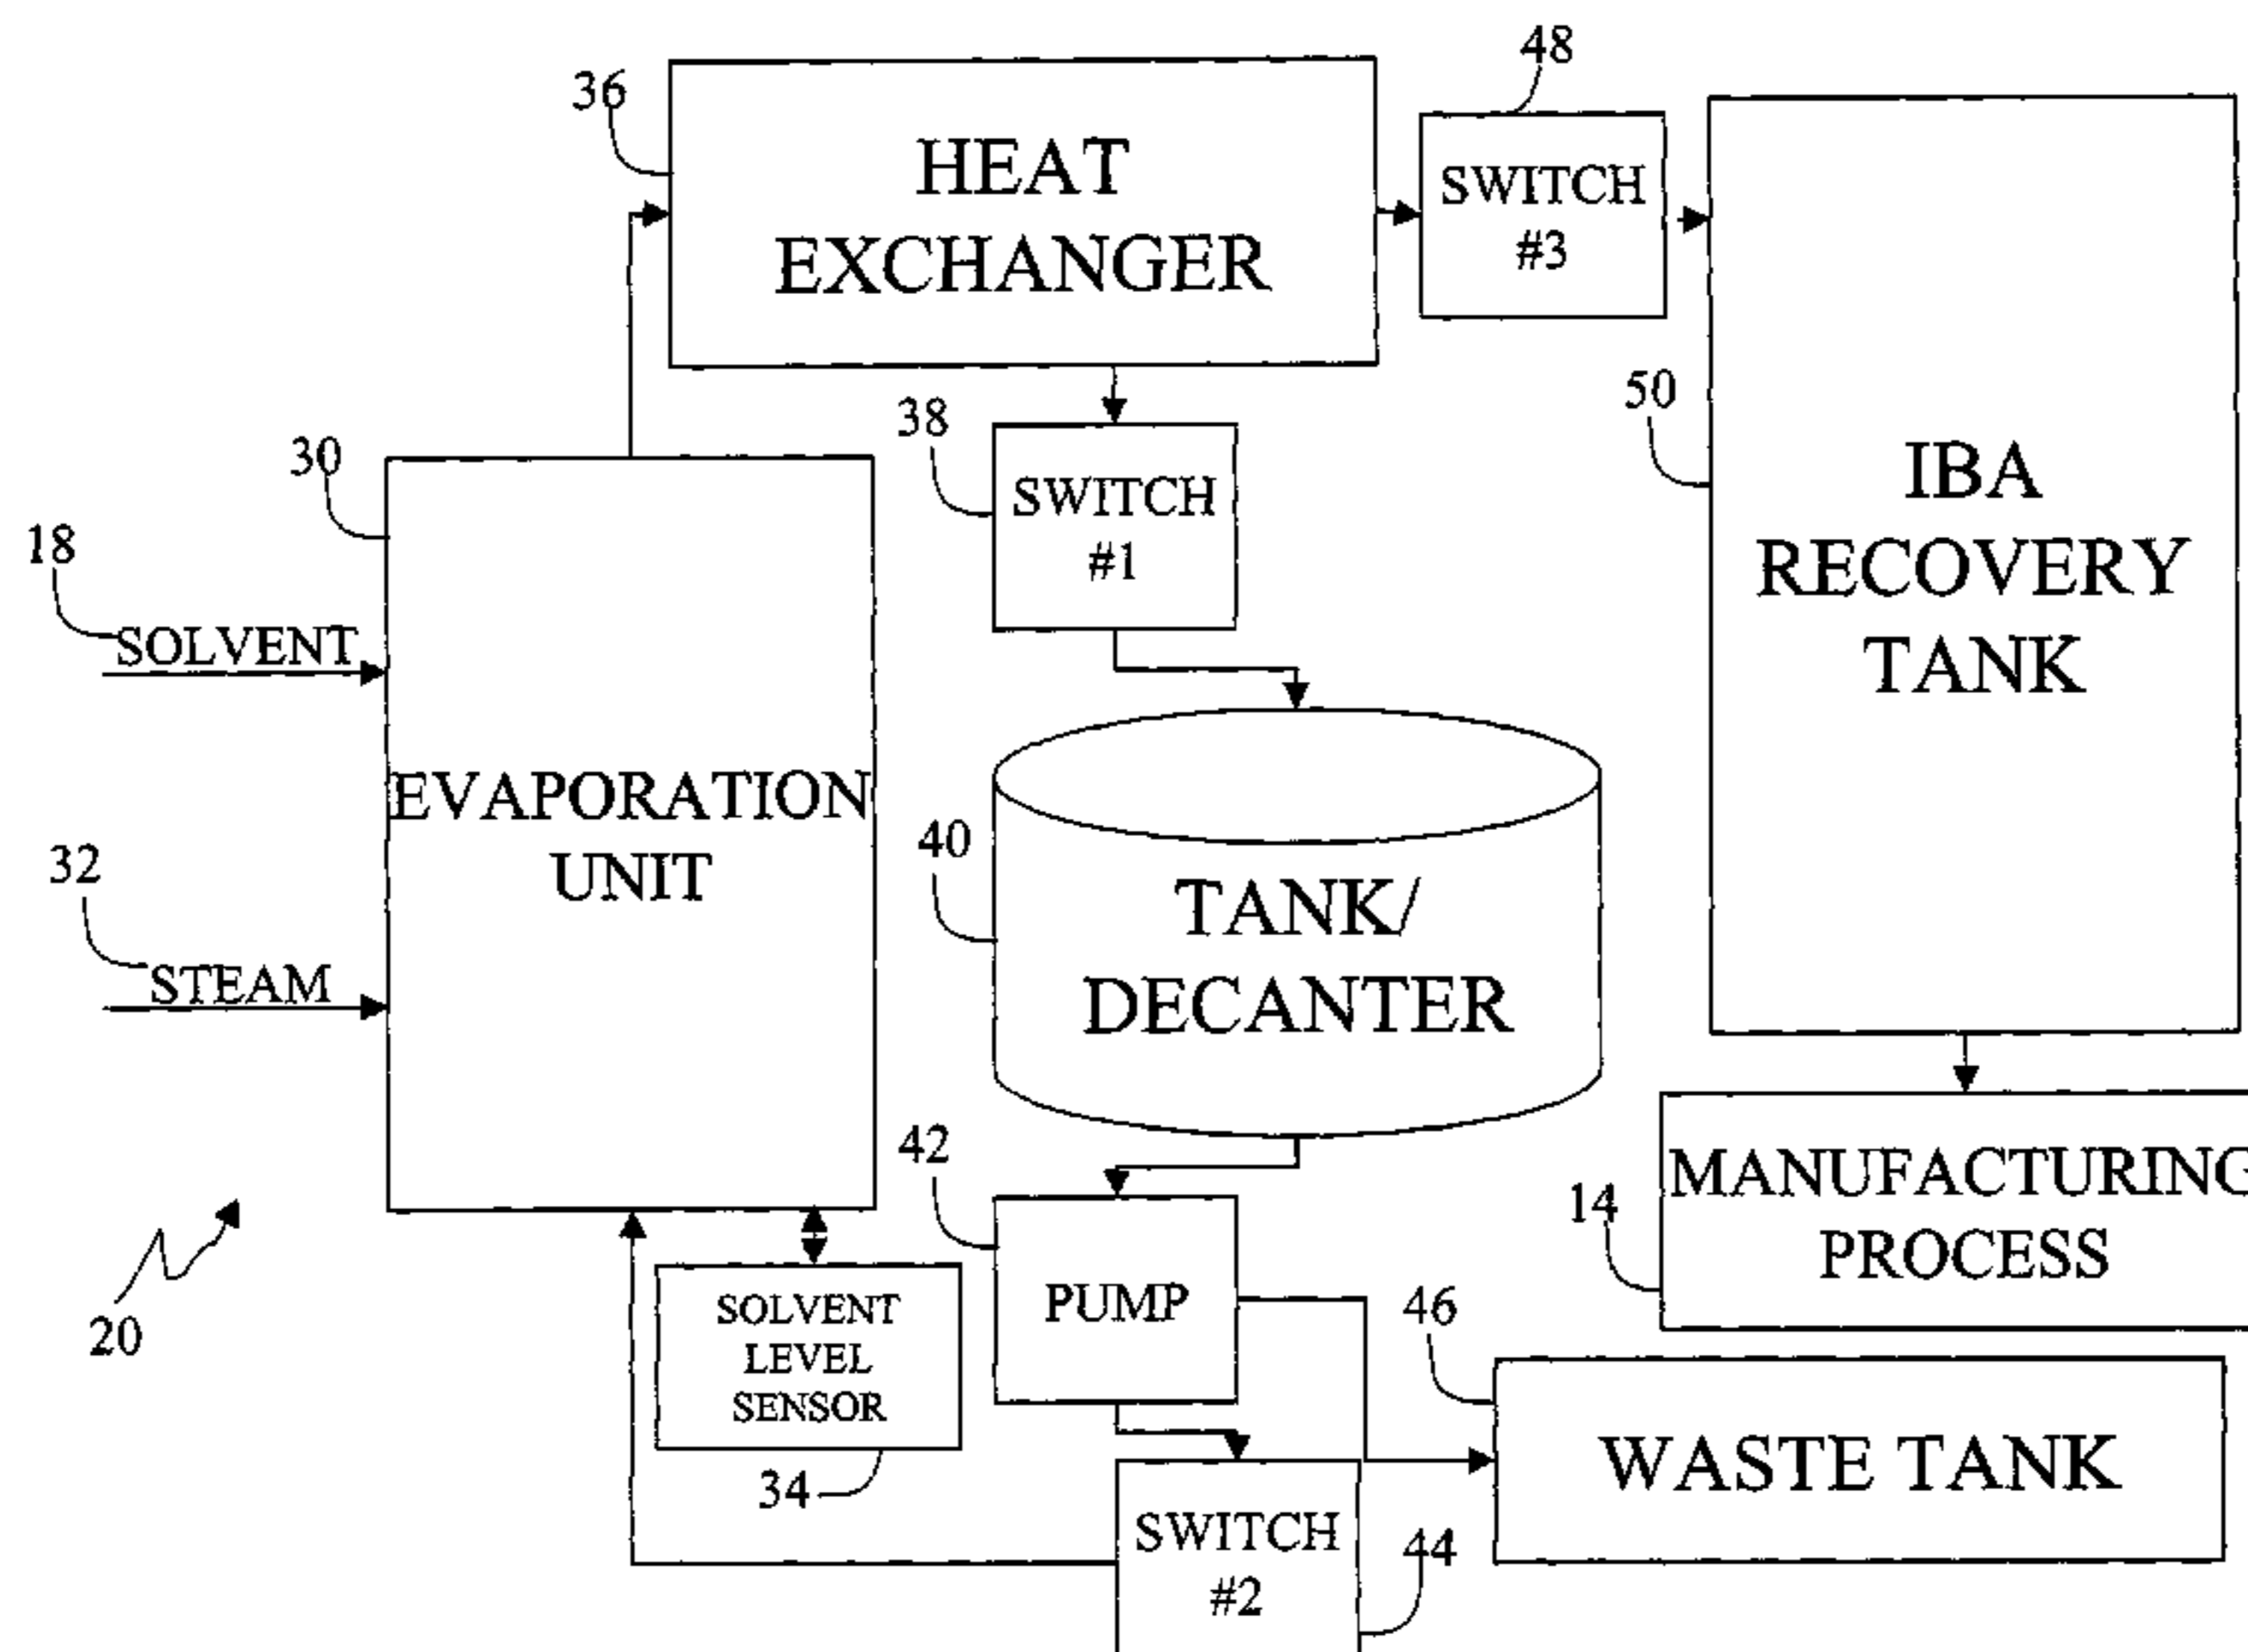 48
36
HEAT
EXCHANGER
SWITCH
#3
50
IBA
RECOVERY
TANK
38
SWITCH
#1
30
18
SOLVENT
EVAPORATION
UNIT
32
STEAM
40
TANK/
DECANTER
42
PUMP
14
MANUFACTURING
PROCESS
20
SOLVENT
LEVEL
SENSOR
34
46
WASTE TANK
SWITCH
#2
44